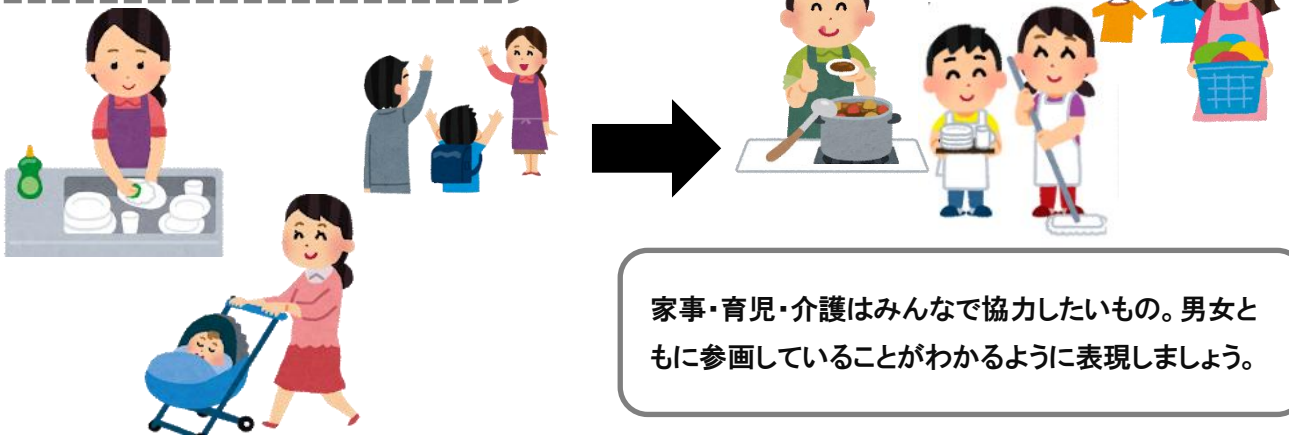 家事・育児・介護はみんなで協力したいもの。男女と
もに参画していることがわかるように表現しましょう。